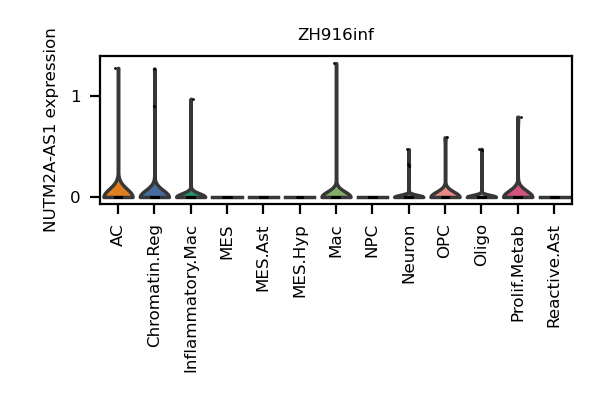 ZH916inf
NUTM2A-AS1 expression
1
0
AC
Chromatin.Reg
Inflammatory.Mac
MES
MES.Ast
MES.Hyp
Mac
NPC
Neuron
OPC
Oligo
Prolif.Metab
Reactive.Ast